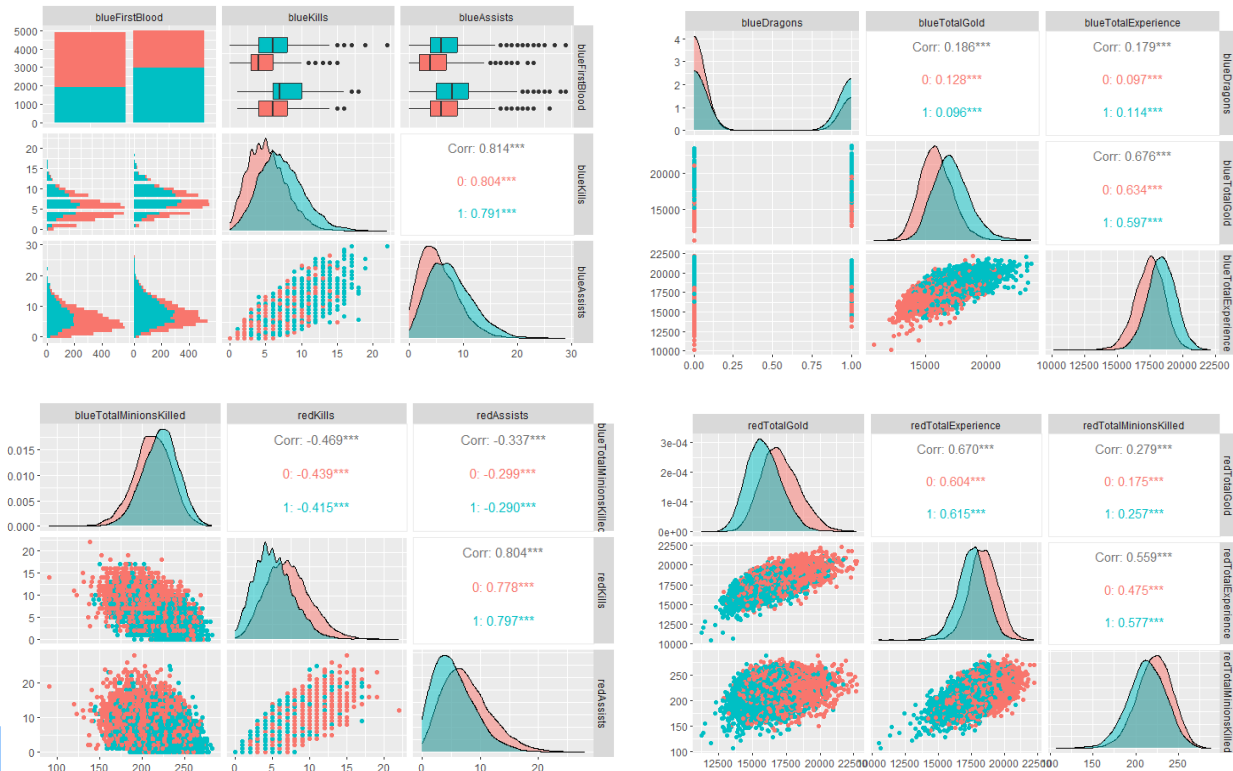 blueFirstBlood
blueKills
blueAssists
5000
4000
3000
2000
1000
0
blueFirstBlood
20
15
10
5
0
Corr: 0.814***
0: 0.804***
1: 0.791***
blueKills
30
20
10
0
blueAssists
0 200 400
0 200 400
0 5 10 15 20
0 10 20 30
blueDragons
blueTotalGold
blueTotalExperience
4
3
2
1
0
Corr: 0.186***
0: 0.128***
1: 0.096***
Corr: 0.179***
0: 0.097***
1: 0.114***
blueDragons
20000
15000
Corr: 0.676***
0: 0.634***
1: 0.597***
blueTotalGold
22500
20000
17500
15000
12500
10000
blueTotalExperience
0.00 0.25 0.50 0.75 1.00
15000 20000
10000 12500 15000 17500 20000 22500
blueTotalMinionsKilled
redKills
redAssists
0.015
0.010
0.005
0.000
Corr: -0.469***
0: -0.439***
1: -0.415***
Corr: -0.337***
0: -0.299***
1: -0.290***
blueTotalMinionsKillec
20
15
10
5
0
Corr: 0.804***
0: 0.778***
1: 0.797***
redKills
20
10
0
redAssists
100 150 200 250
0 5 10 15 20
0 10 20
redTotalGold
redTotalExperience
redTotalMinionsKilled
3e-04
2e-04
1e-04
0e+00
Corr: 0.670***
0: 0.604***
1: 0.615***
Corr: 0.279***
0: 0.175***
1: 0.257***
redTotalGold
22500
20000
17500
15000
12500
10000
Corr: 0.559***
0: 0.475***
1: 0.577***
redTotalExperience
250
200
150
100
redTotalMinionsKilled
12500 15000 17500 20000 22500
10000 12500 15000 17500 20000 22500
100 150 200 250